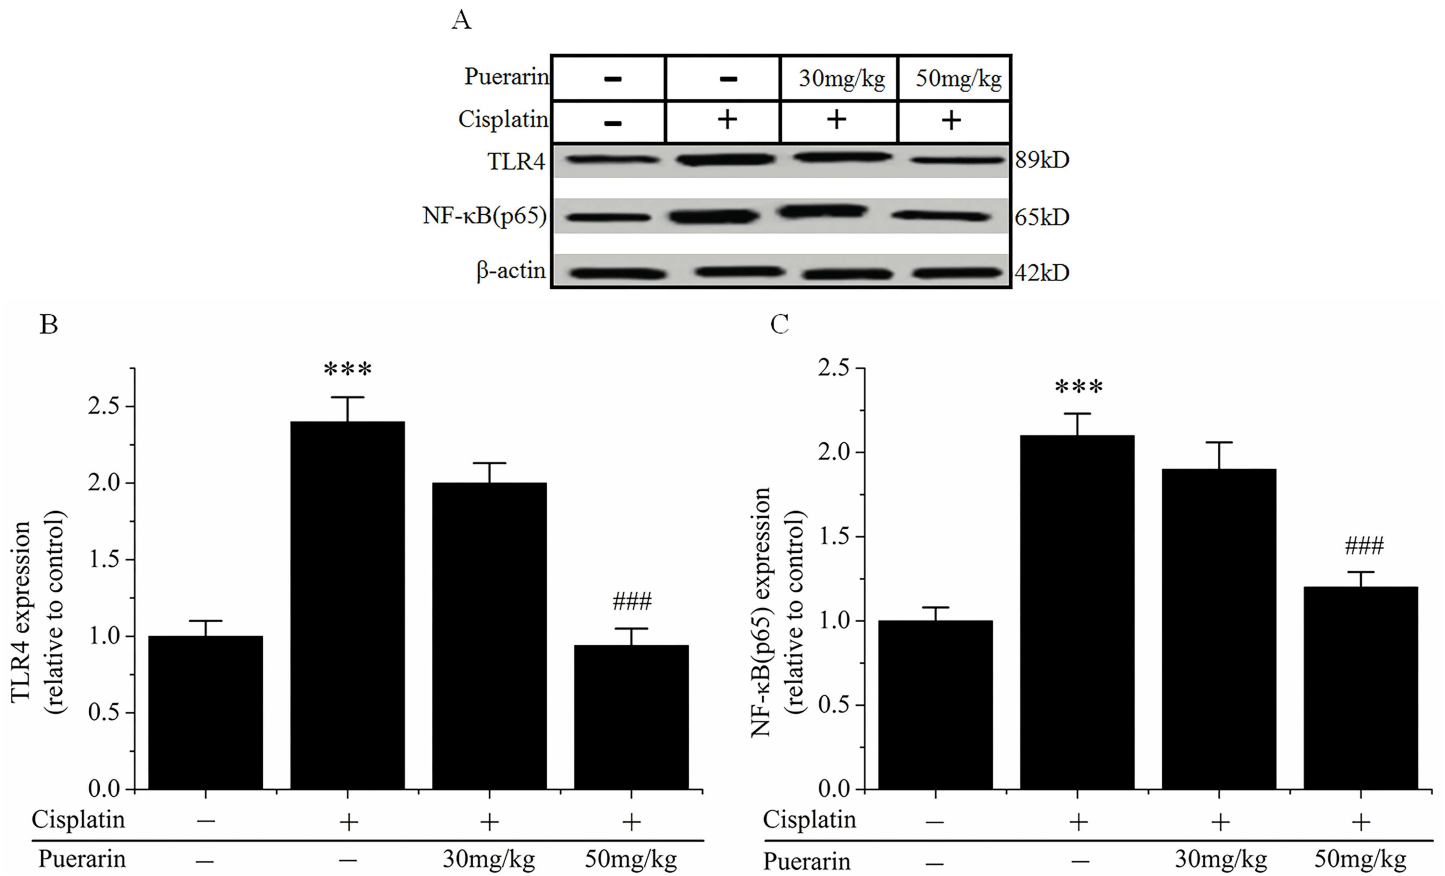 A
Puerarin − − 30mg/kg 50mg/kg
Cisplatin − + + +
TLR4 89kD
NF-κB(p65) 65kD
β-actin 42kD
B
TLR4 expression
(relative to control)
2.5
2.0
1.5
1.0
0.5
0.0
***
###
Cisplatin − + + +
Puerarin − − 30mg/kg 50mg/kg
C
NF-κB(p65) expression
(relative to control)
2.5
2.0
1.5
1.0
0.5
0.0
***
###
Cisplatin − + + +
Puerarin − − 30mg/kg 50mg/kg